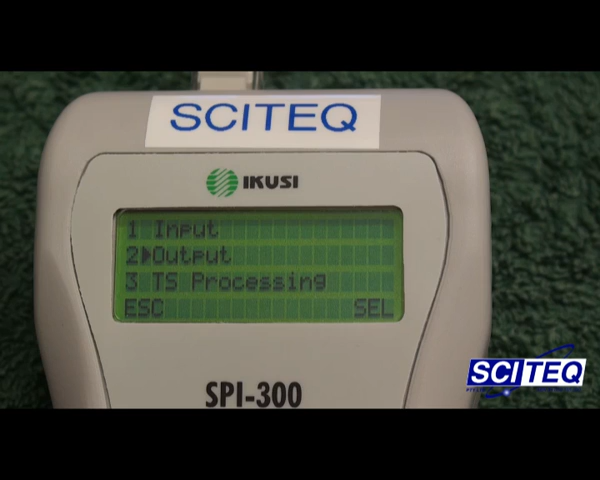 SCITEQ
IKUSI
1 Input
2▶Output
3 TS Processing
ESC SEL
SPI-300
SCITEQ